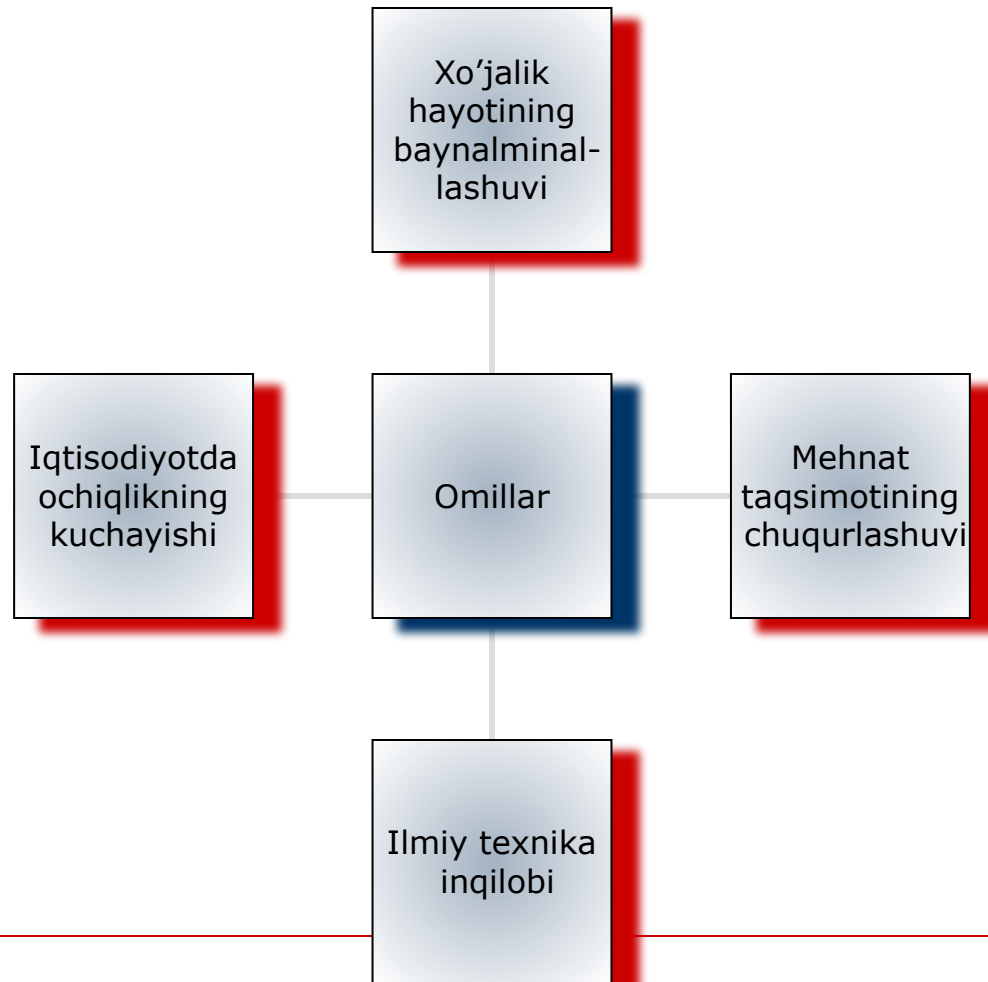 Xo’jalik
hayotining
baynalminal-
lashuvi
Iqtisodiyotda
ochiqlikning
kuchayishi
Omillar
Mehnat
taqsimotining
chuqurlashuvi
Ilmiy texnika
inqilobi